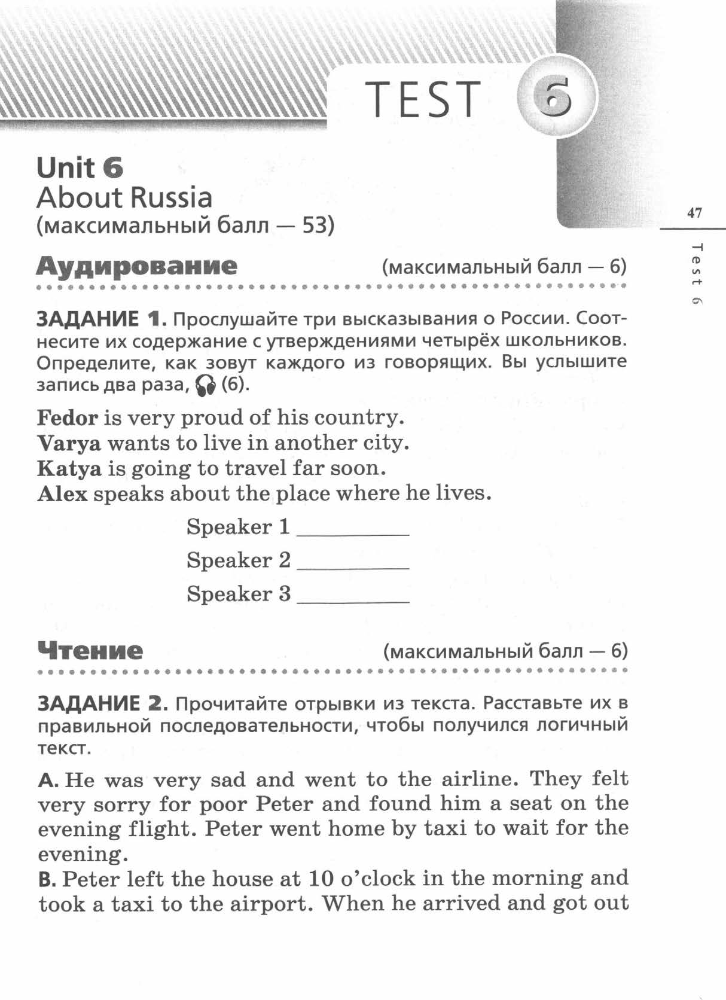 TEST 6
Unit 6
About Russia
(максимальный балл — 53)
47
Test 6
Аудирование (максимальный балл — 6)
ЗАДАНИЕ 1. Прослушайте три высказывания о России. Соот-
несите их содержание с утверждениями четырёх школьников.
Определите, как зовут каждого из говорящих. Вы услышите
запись два раза, (6).
Fedor is very proud of his country.
Varya wants to live in another city.
Katya is going to travel far soon.
Alex speaks about the place where he lives.
Speaker 1 ___________
Speaker 2 ___________
Speaker 3 ___________
Чтение (максимальный балл — 6)
ЗАДАНИЕ 2. Прочитайте отрывки из текста. Расставьте их в
правильной последовательности, чтобы получился логичный
текст.
A. He was very sad and went to the airline. They felt
very sorry for poor Peter and found him a seat on the
evening flight. Peter went home by taxi to wait for the
evening.
B. Peter left the house at 10 o’clock in the morning and
took a taxi to the airport. When he arrived and got out